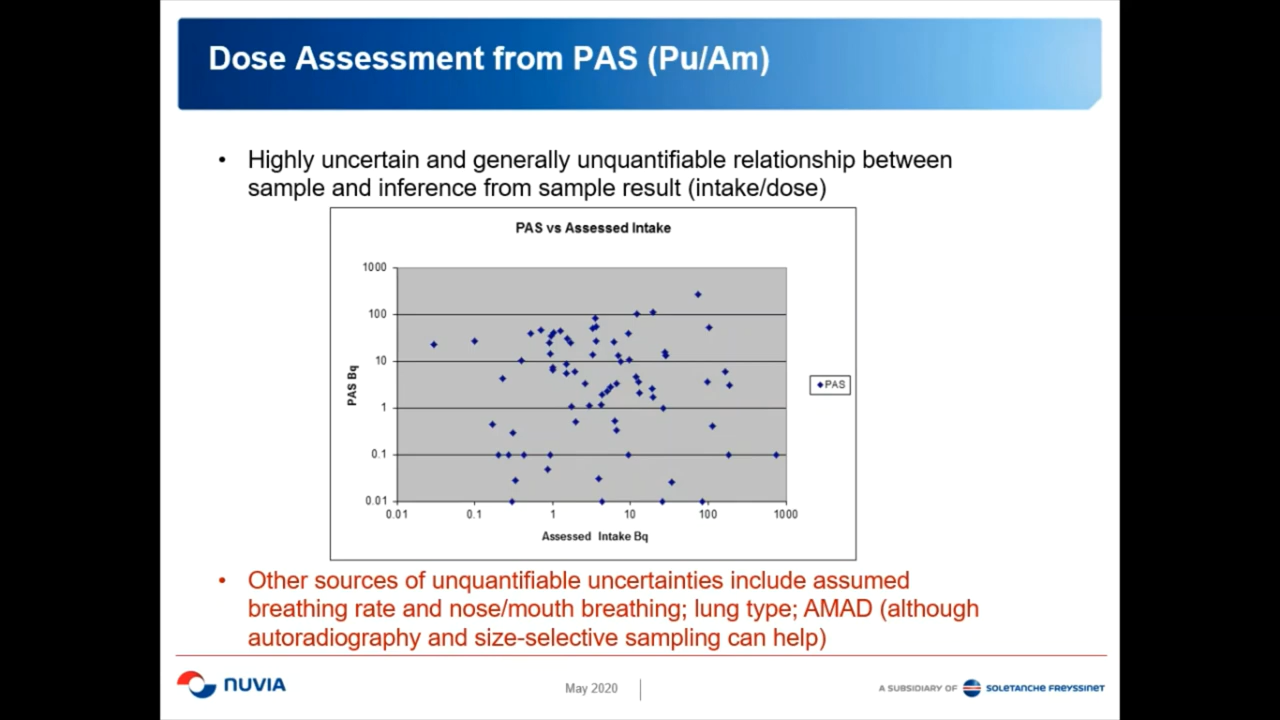 Dose Assessment from PAS (Pu/Am)
• Highly uncertain and generally unquantifiable relationship between
sample and inference from sample result (intake/dose)
PAS vs Assessed Intake
1000
100
10
1
0.1
0.01
PAS Bq
0.01 0.1 1 10 100 1000
Assessed Intake Bq
PAS
• Other sources of unquantifiable uncertainties include assumed
breathing rate and nose/mouth breathing; lung type; AMAD (although
autoradiography and size-selective sampling can help)
NUVIA
May 2020
A SUBSIDIARY OF SOLETANCHE FREYSSINET